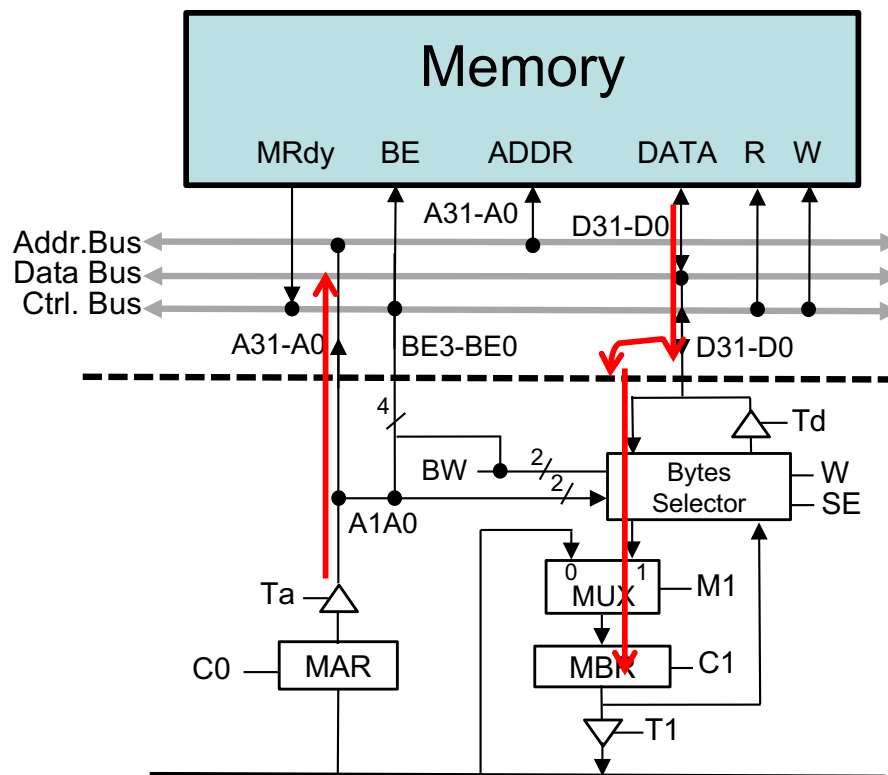 Memory
MRdy BE ADDR DATA R W
A31-A0
D31-D0
Addr.Bus
Data Bus
Ctrl. Bus
A31-A0 BE3-BE0 D31-D0
4
Td
BW 2 Bytes W
2 Selector SE
A1A0
0 1
MUX M1
Ta
C0 MAR MBR C1
T1